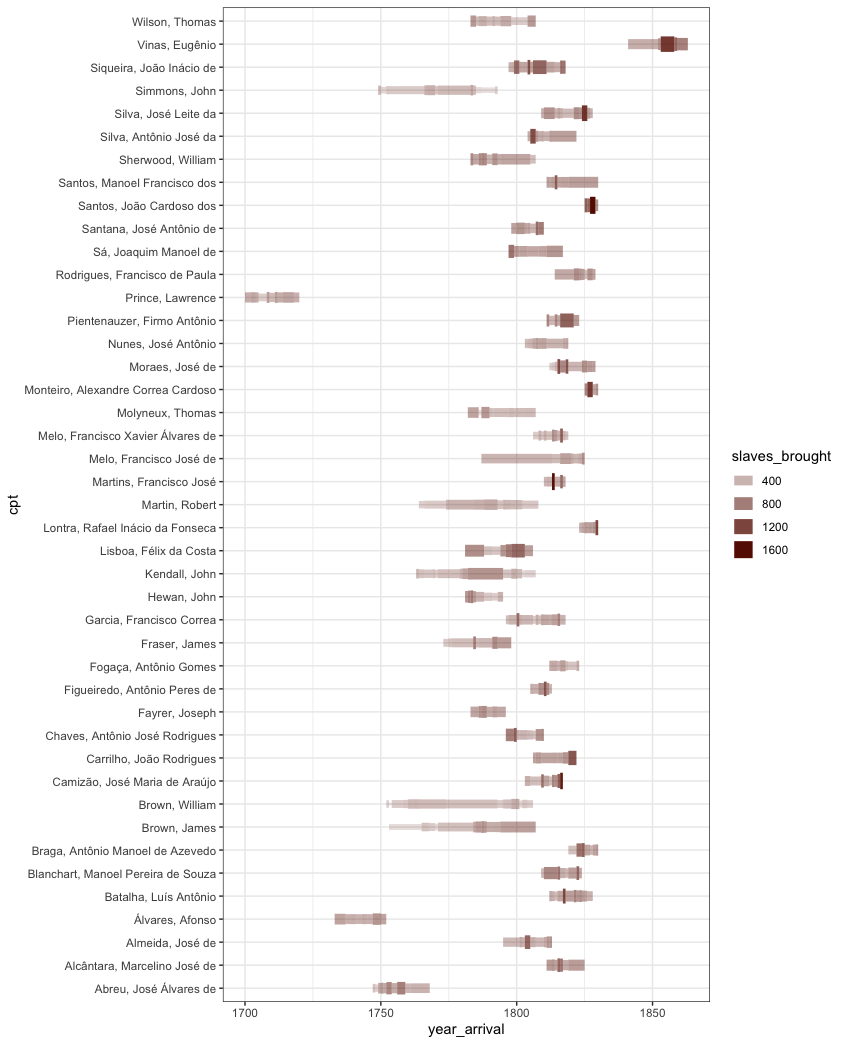 Wilson, Thomas
Vinas, Eugênio
Siqueira, João Inácio de
Simmons, John
Silva, José Leite da
Silva, Antônio José da
Sherwood, William
Santos, Manoel Francisco dos
Santos, João Cardoso dos
Santana, José Antônio de
Sá, Joaquim Manoel de
Rodrigues, Francisco de Paula
Prince, Lawrence
Pientenauzer, Firmo Antônio
Nunes, José Antônio
Moraes, José de
Monteiro, Alexandre Correa Cardoso
Molyneux, Thomas
Melo, Francisco Xavier Álvares de
Melo, Francisco José de
Martins, Francisco José
Martin, Robert
Lontra, Rafael Inácio da Fonseca
Lisboa, Félix da Costa
Kendall, John
Hewan, John
Garcia, Francisco Correa
Fraser, James
Fogaça, Antônio Gomes
Figueiredo, Antônio Peres de
Fayrer, Joseph
Chaves, Antônio José Rodrigues
Carrilho, João Rodrigues
Camizão, José Maria de Araújo
Brown, William
Brown, James
Braga, Antônio Manoel de Azevedo
Blanchart, Manoel Pereira de Souza
Batalha, Luís Antônio
Álvares, Afonso
Almeida, José de
Alcântara, Marcelino José de
Abreu, José Álvares de
cpt
1700 1750 1800 1850
year_arrival
slaves_brought
400
800
1200
1600